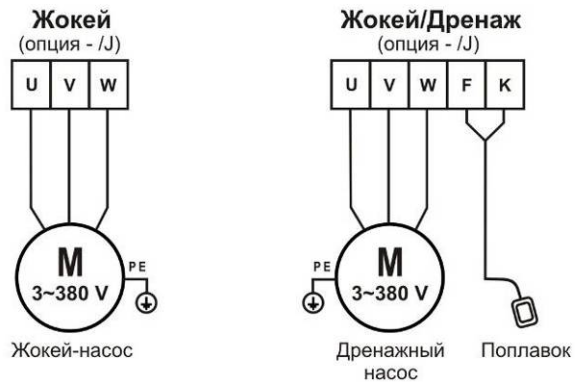 Жокей
(опция - /J)
U V W
M
3~380 V
PE
Жокей-насос
Жокей/Дренаж
(опция - /J)
U V W F K
M
3~380 V
PE
Дренажный
насос
Поплавок